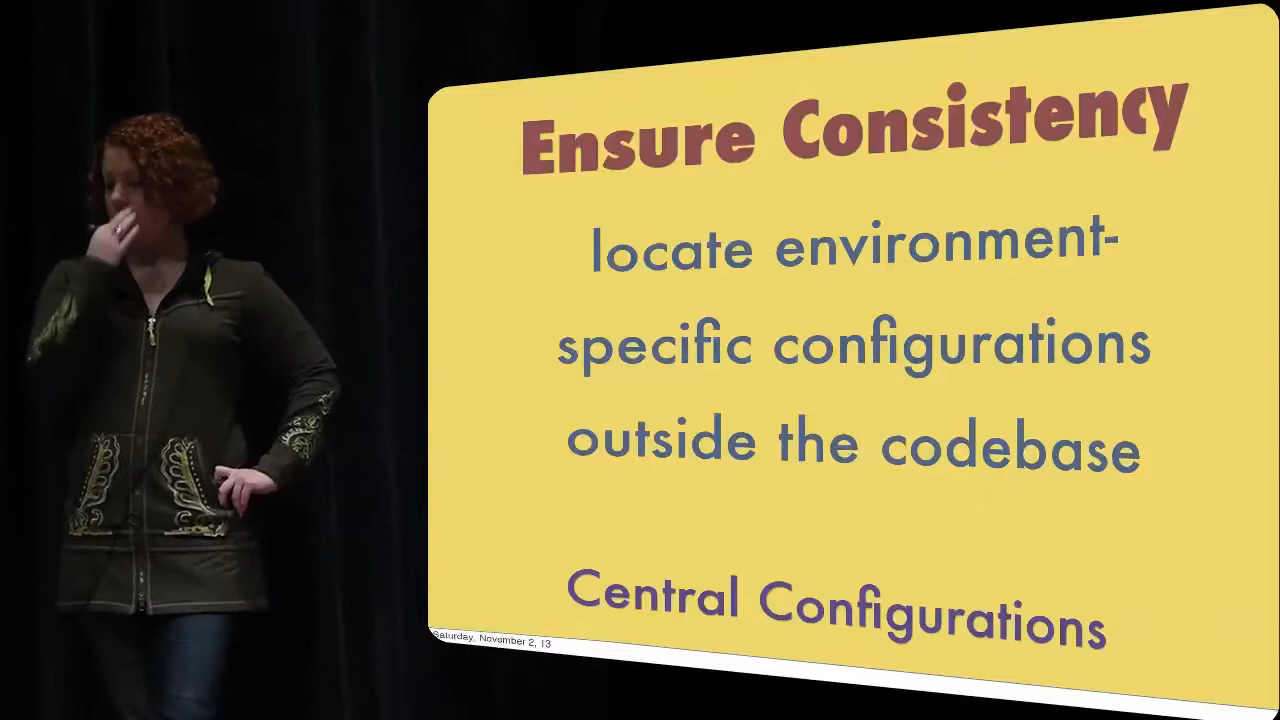 Ensure Consistency
locate environment-
specific configurations
outside the codebase
Central Configurations
Saturday, November 2, 13